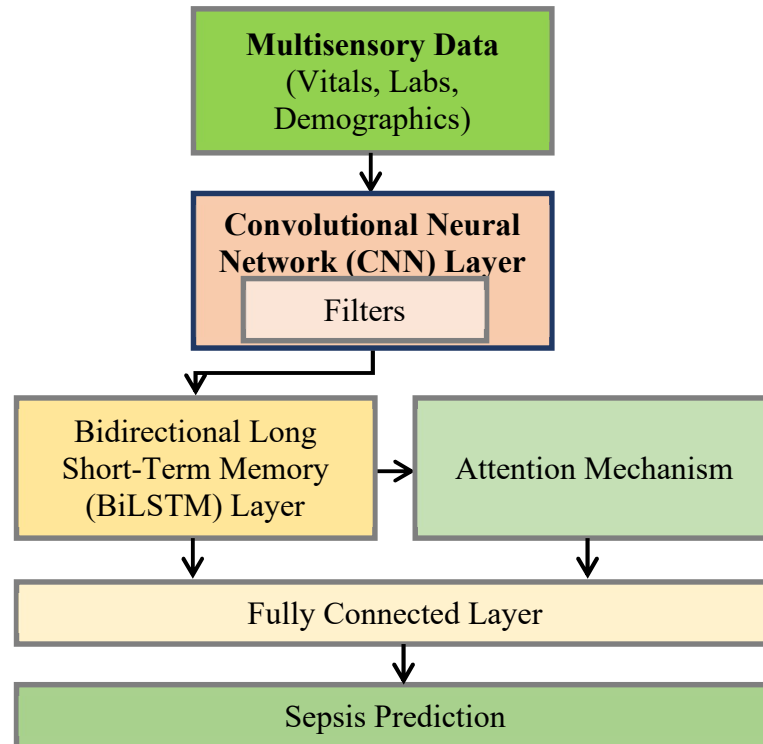 Multisensory Data
(Vitals, Labs,
Demographics)
Convolutional Neural
Network (CNN) Layer
Filters
Bidirectional Long
Short-Term Memory
(BiLSTM) Layer
Attention Mechanism
Fully Connected Layer
Sepsis Prediction